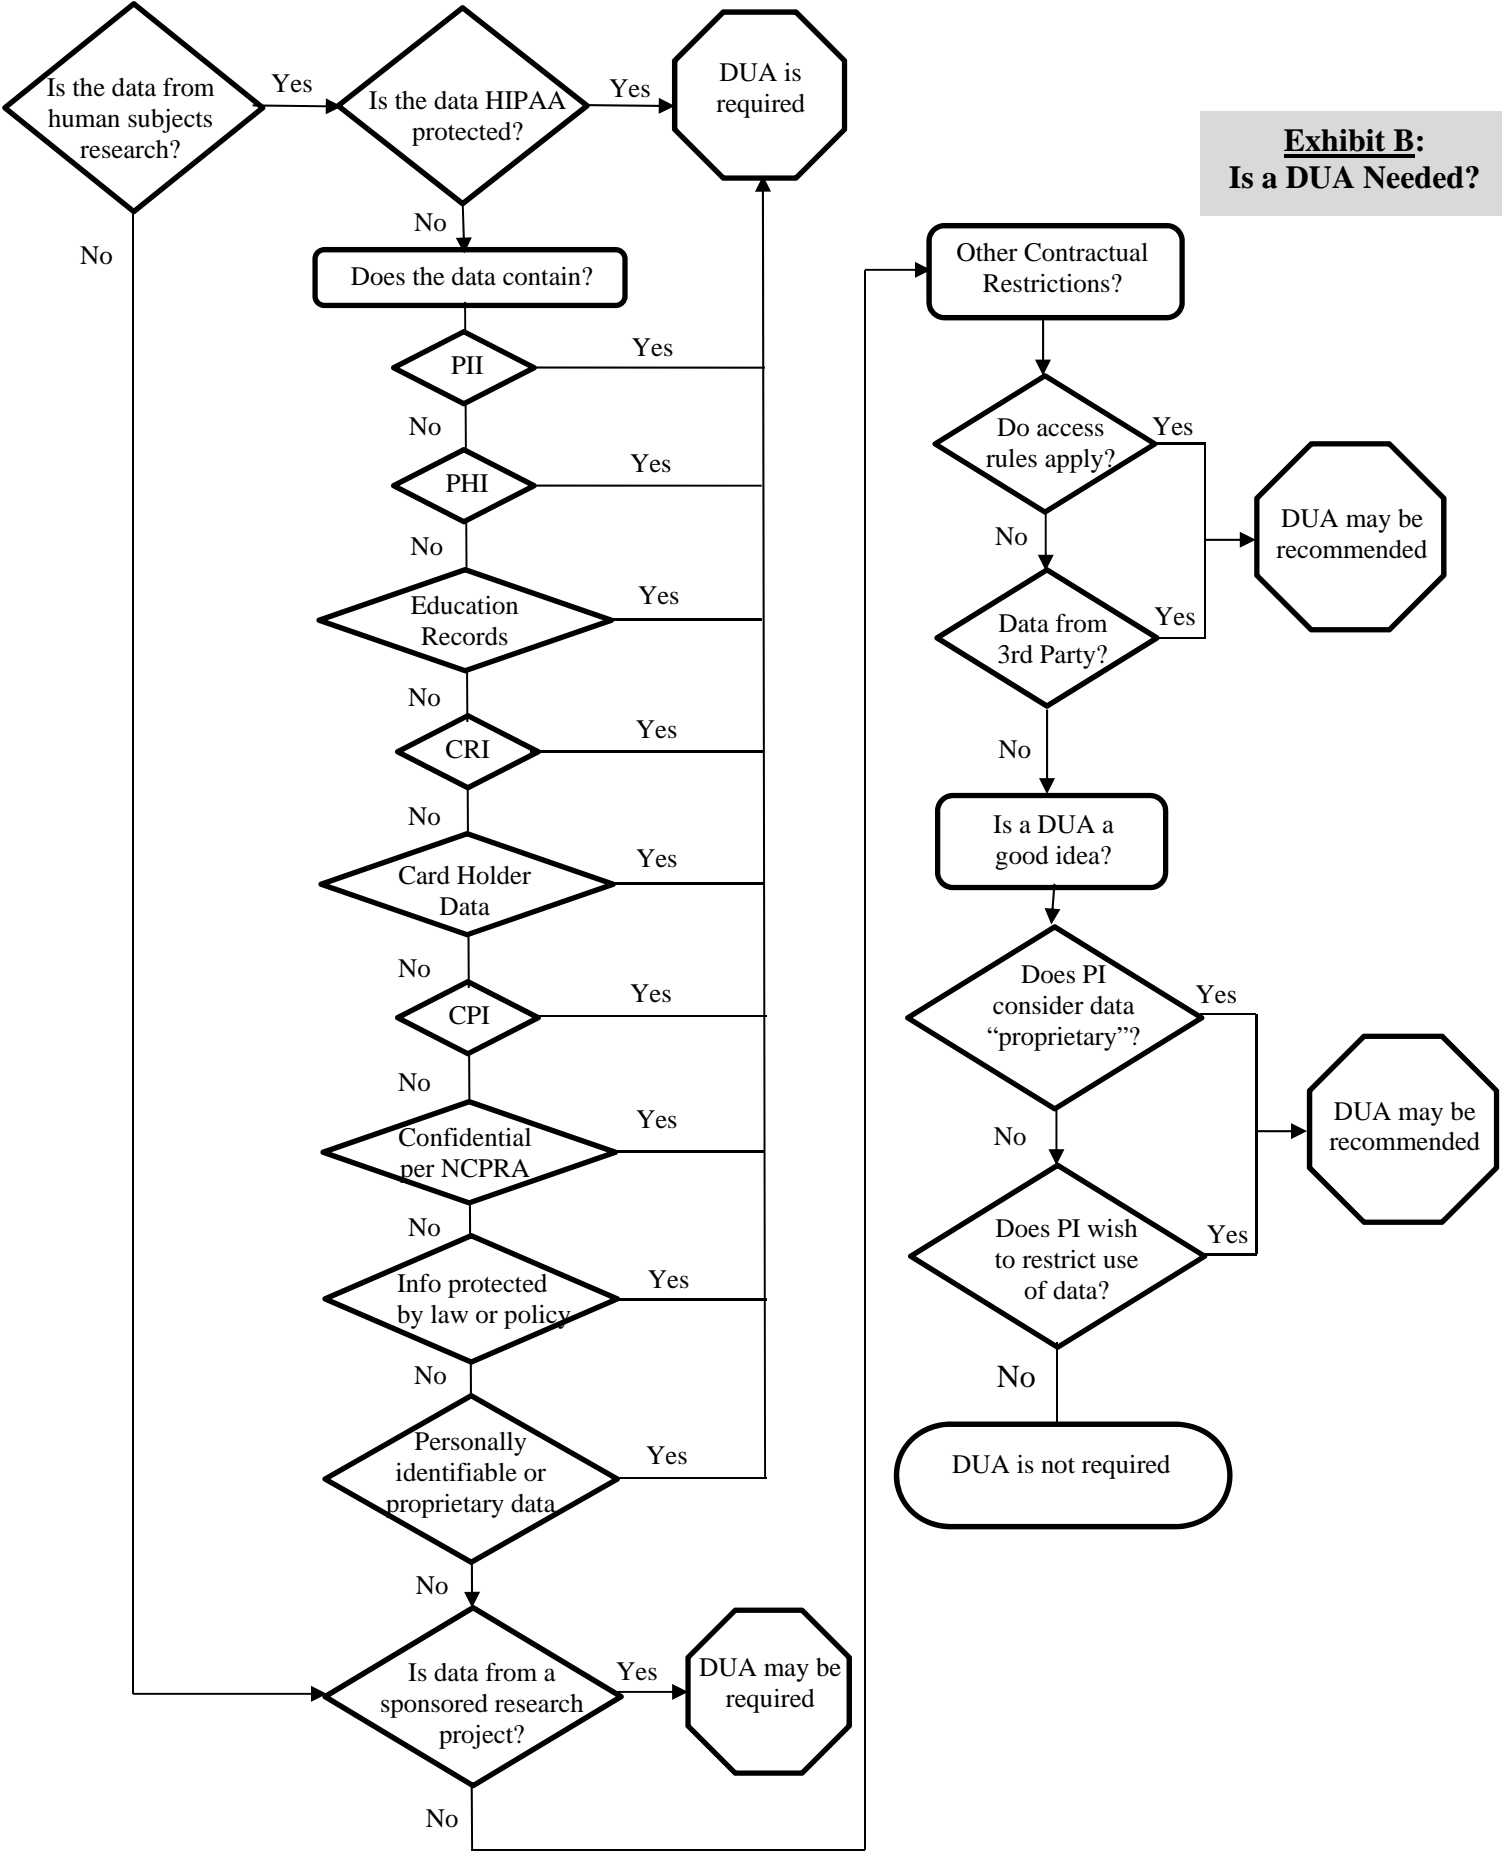 Is the data from
human subjects
research?
Yes
Is the data HIPAA
protected?
Yes
DUA is
required
Exhibit B:
Is a DUA Needed?
No
No
Does the data contain?
PII
Yes
No
PHI
Yes
No
Education
Records
Yes
No
CRI
Yes
No
Card Holder
Data
Yes
No
CPI
Yes
No
Confidential
per NCPRA
Yes
No
Info protected
by law or policy
Yes
No
Personally
identifiable or
proprietary data
Yes
No
Is data from a
sponsored research
project?
Yes
DUA may be
required
No
Other Contractual
Restrictions?
Do access
rules apply?
Yes
No
DUA may be
recommended
Data from
3rd Party?
Yes
No
Is a DUA a
good idea?
Does PI
consider data
“proprietary”?
Yes
No
DUA may be
recommended
Does PI wish
to restrict use
of data?
Yes
No
DUA is not required